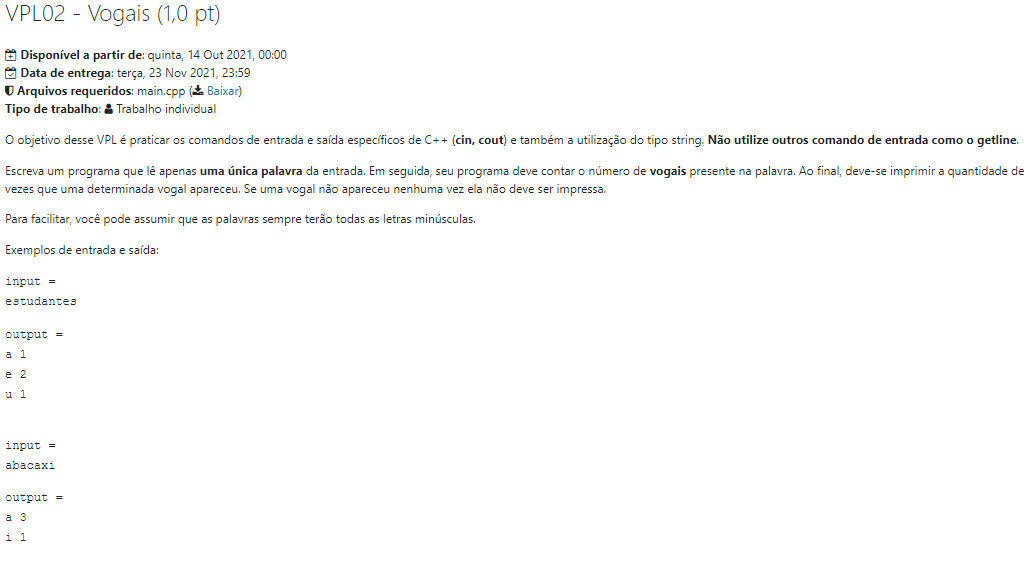 VPL02 - Vogais (1,0 pt)
Disponível a partir de: quinta, 14 Out 2021, 00:00
Data de entrega: terça, 23 Nov 2021, 23:59
Arquivos requeridos: main.cpp (Baixar)
Tipo de trabalho: Trabalho individual
O objetivo desse VPL é praticar os comandos de entrada e saída específicos de C++ (cin, cout) e também a utilização do tipo string. Não utilize outros comando de entrada como o getline.
Escreva um programa que lê apenas uma única palavra da entrada. Em seguida, seu programa deve contar o número de vogais presente na palavra. Ao final, deve-se imprimir a quantidade de
vezes que uma determinada vogal apareceu. Se uma vogal não apareceu nenhuma vez ela não deve ser impressa.
Para facilitar, você pode assumir que as palavras sempre terão todas as letras minúsculas.
Exemplos de entrada e saída:
input =
estudantes
output =
a 1
e 2
u 1
input =
abacaxi
output =
a 3
i 1